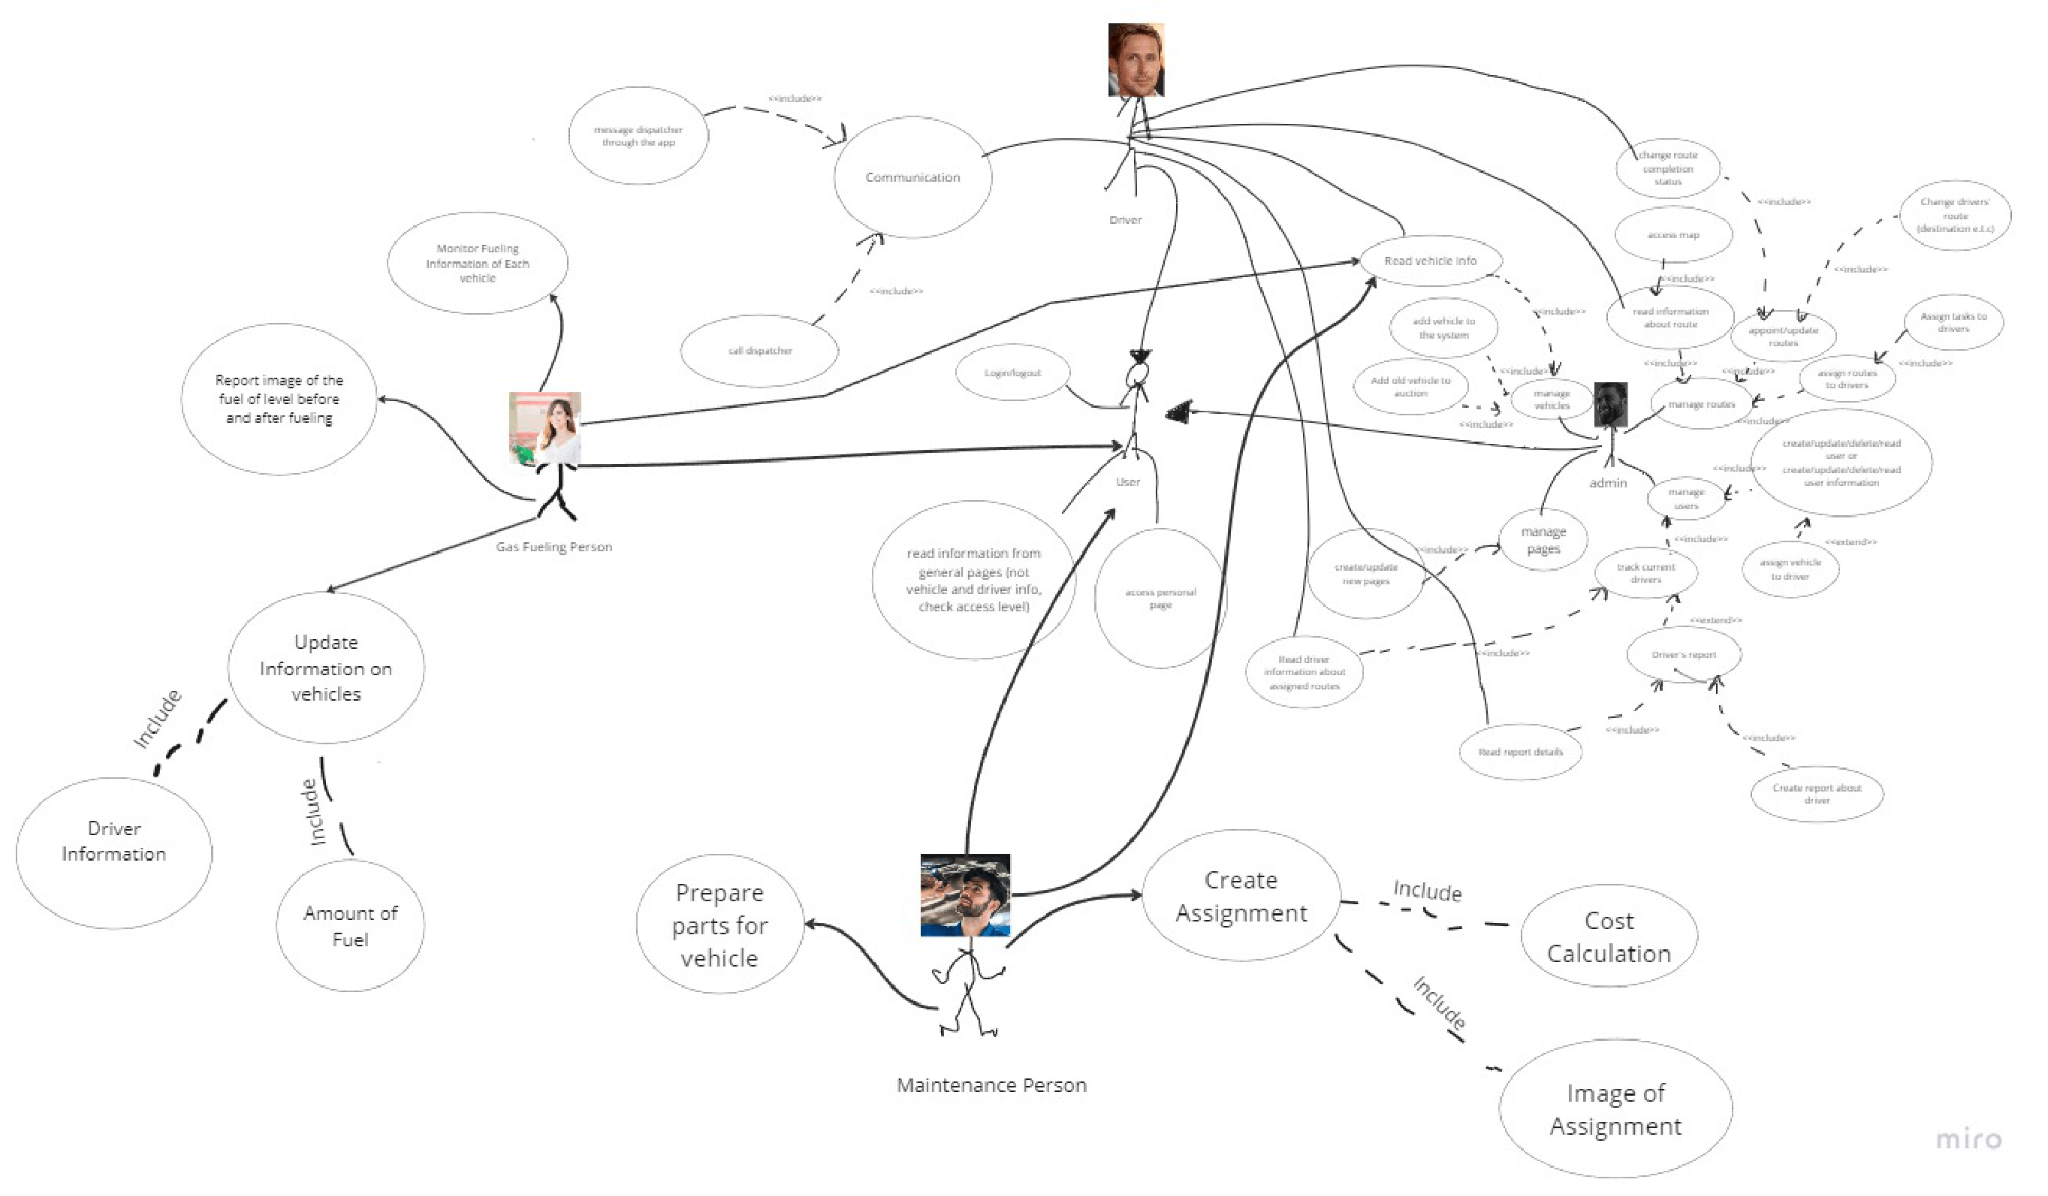 message dispatcher
through the app
<<include>>
Communication
Driver
change route
completion
status
<<include>>
Change drivers'
route
(destination e.t.c)
access map
<<include>>
<<include>>
Monitor Fueling
Information of Each
vehicle
<<include>>
call dispatcher
Read vehicle info
<<include>>
add vehicle to
the system
<<include>>
Add old vehicle to
auction
<<include>>
manage
vehicles
read information
about route
<<include>>
appoint/update
routes
<<include>>
Assign tasks to
drivers
<<include>>
assign routes
to drivers
manage routes
<<include>>
Login/logout
Report image of the
fuel of level before
and after fueling
create/update/delete/read
user or
create/update/delete/read
user information
<<include>>
User
admin
manage
users
Gas Fueling Person
manage
pages
<<include>>
create/update
new pages
<<include>>
<<extend>>
track current
drivers
assign vehicle
to driver
read information from
general pages (not
vehicle and driver info,
check access level)
access personal
page
<<extend>>
Driver's report
<<include>>
Read driver
information about
assigned routes
Update
Information on
vehicles
Include
Include
<<include>>
<<include>>
Read report details
Create report about
driver
Driver
Information
Amount of
Fuel
Prepare
parts for
vehicle
Create
Assignment
Include
Cost
Calculation
Include
Image of
Assignment
Maintenance Person
miro